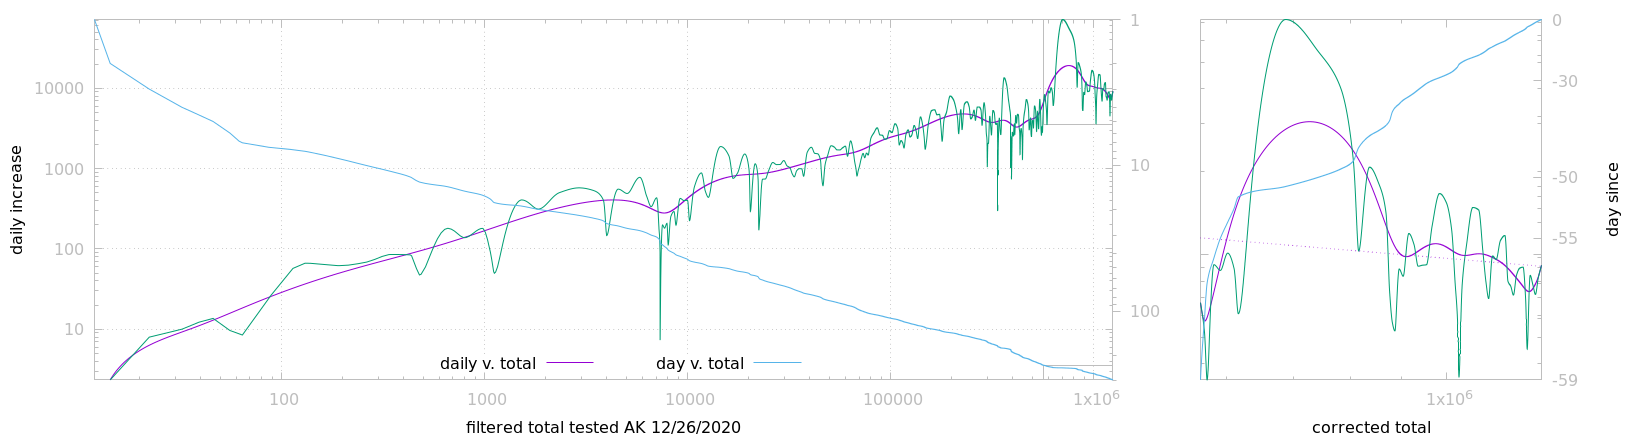 1
0
10000
daily increase
-30
1000
10
-50
day since
100
-55
100
10
daily v. total
day v. total
-59
100
1000
10000
100000
1x10^6
1x10^6
filtered total tested AK 12/26/2020
corrected total